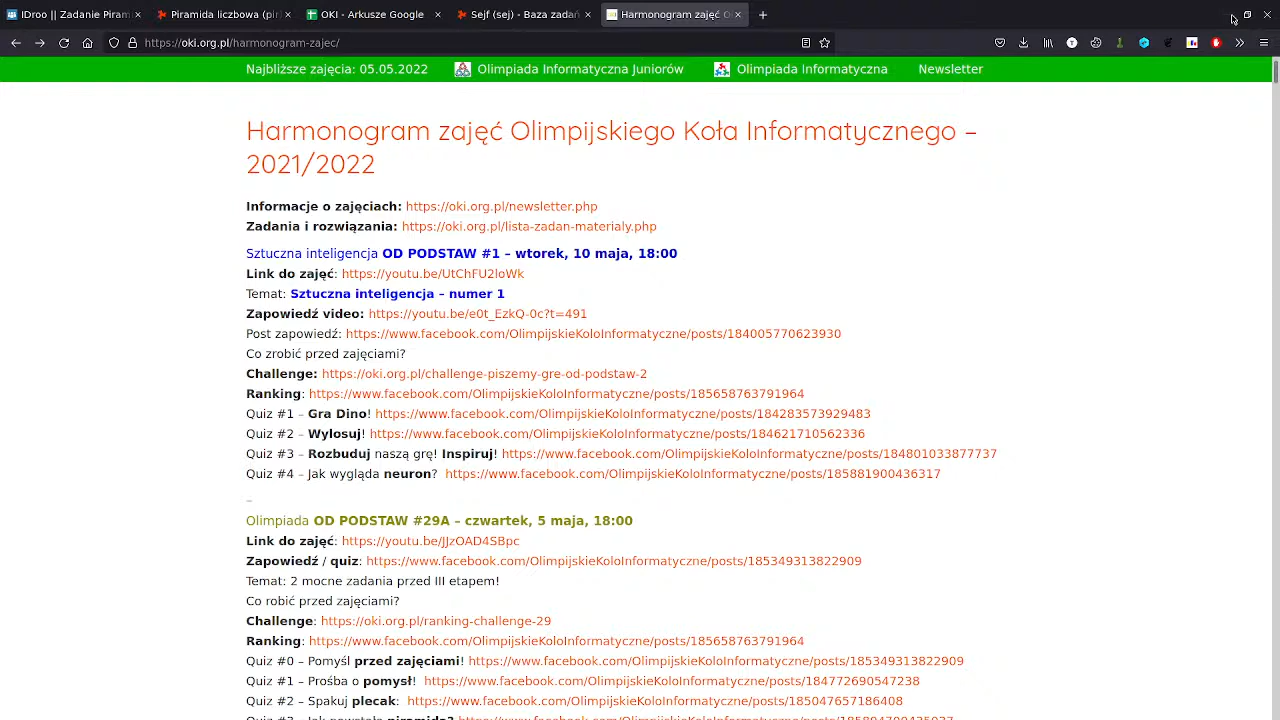 IDroo || Zadanie Piram
Piramida liczbowa (pir
OKI - Arkusze Google
Sejf (sej) - Baza zadań
Harmonogram zajęć O
https://oki.org.pl/harmonogram-zajec/
Najbliższe zajęcia: 05.05.2022
Olimpiada Informatyczna Juniorów
Olimpiada Informatyczna
Newsletter
Harmonogram zajęć Olimpijskiego Koła Informatycznego –
2021/2022
Informacje o zajęciach: https://oki.org.pl/newsletter.php
Zadania i rozwiązania: https://oki.org.pl/lista-zadan-materialy.php
Sztuczna inteligencja OD PODSTAW #1 – wtorek, 10 maja, 18:00
Link do zajęć: https://youtu.be/UtChFU2loWk
Temat: Sztuczna inteligencja – numer 1
Zapowiedź video: https://youtu.be/e0t_EzkQ-0c?t=491
Post zapowiedź: https://www.facebook.com/OlimpijskieKoloInformatyczne/posts/184005770623930
Co zrobić przed zajęciami?
Challenge: https://oki.org.pl/challenge-piszemy-gre-od-podstaw-2
Ranking: https://www.facebook.com/OlimpijskieKoloInformatyczne/posts/185658763791964
Quiz #1 – Gra Dino! https://www.facebook.com/OlimpijskieKoloInformatyczne/posts/184283573929483
Quiz #2 – Wylosuj! https://www.facebook.com/OlimpijskieKoloInformatyczne/posts/184621710562336
Quiz #3 – Rozbuduj naszą grę! Inspiruj! https://www.facebook.com/OlimpijskieKoloInformatyczne/posts/184801033877737
Quiz #4 – Jak wygląda neuron? https://www.facebook.com/OlimpijskieKoloInformatyczne/posts/185881900436317
–
Olimpiada OD PODSTAW #29A – czwartek, 5 maja, 18:00
Link do zajęć: https://youtu.be/JJzOAD4SBpc
Zapowiedź / quiz: https://www.facebook.com/OlimpijskieKoloInformatyczne/posts/185349313822909
Temat: 2 mocne zadania przed III etapem!
Co robić przed zajęciami?
Challenge: https://oki.org.pl/ranking-challenge-29
Ranking: https://www.facebook.com/OlimpijskieKoloInformatyczne/posts/185658763791964
Quiz #0 – Pomyśl przed zajęciami! https://www.facebook.com/OlimpijskieKoloInformatyczne/posts/185349313822909
Quiz #1 – Prośba o pomysł! https://www.facebook.com/OlimpijskieKoloInformatyczne/posts/184772690547238
Quiz #2 – Spakuj plecak: https://www.facebook.com/OlimpijskieKoloInformatyczne/posts/185047657186408
Quiz #3 – Jak powstała piramida?